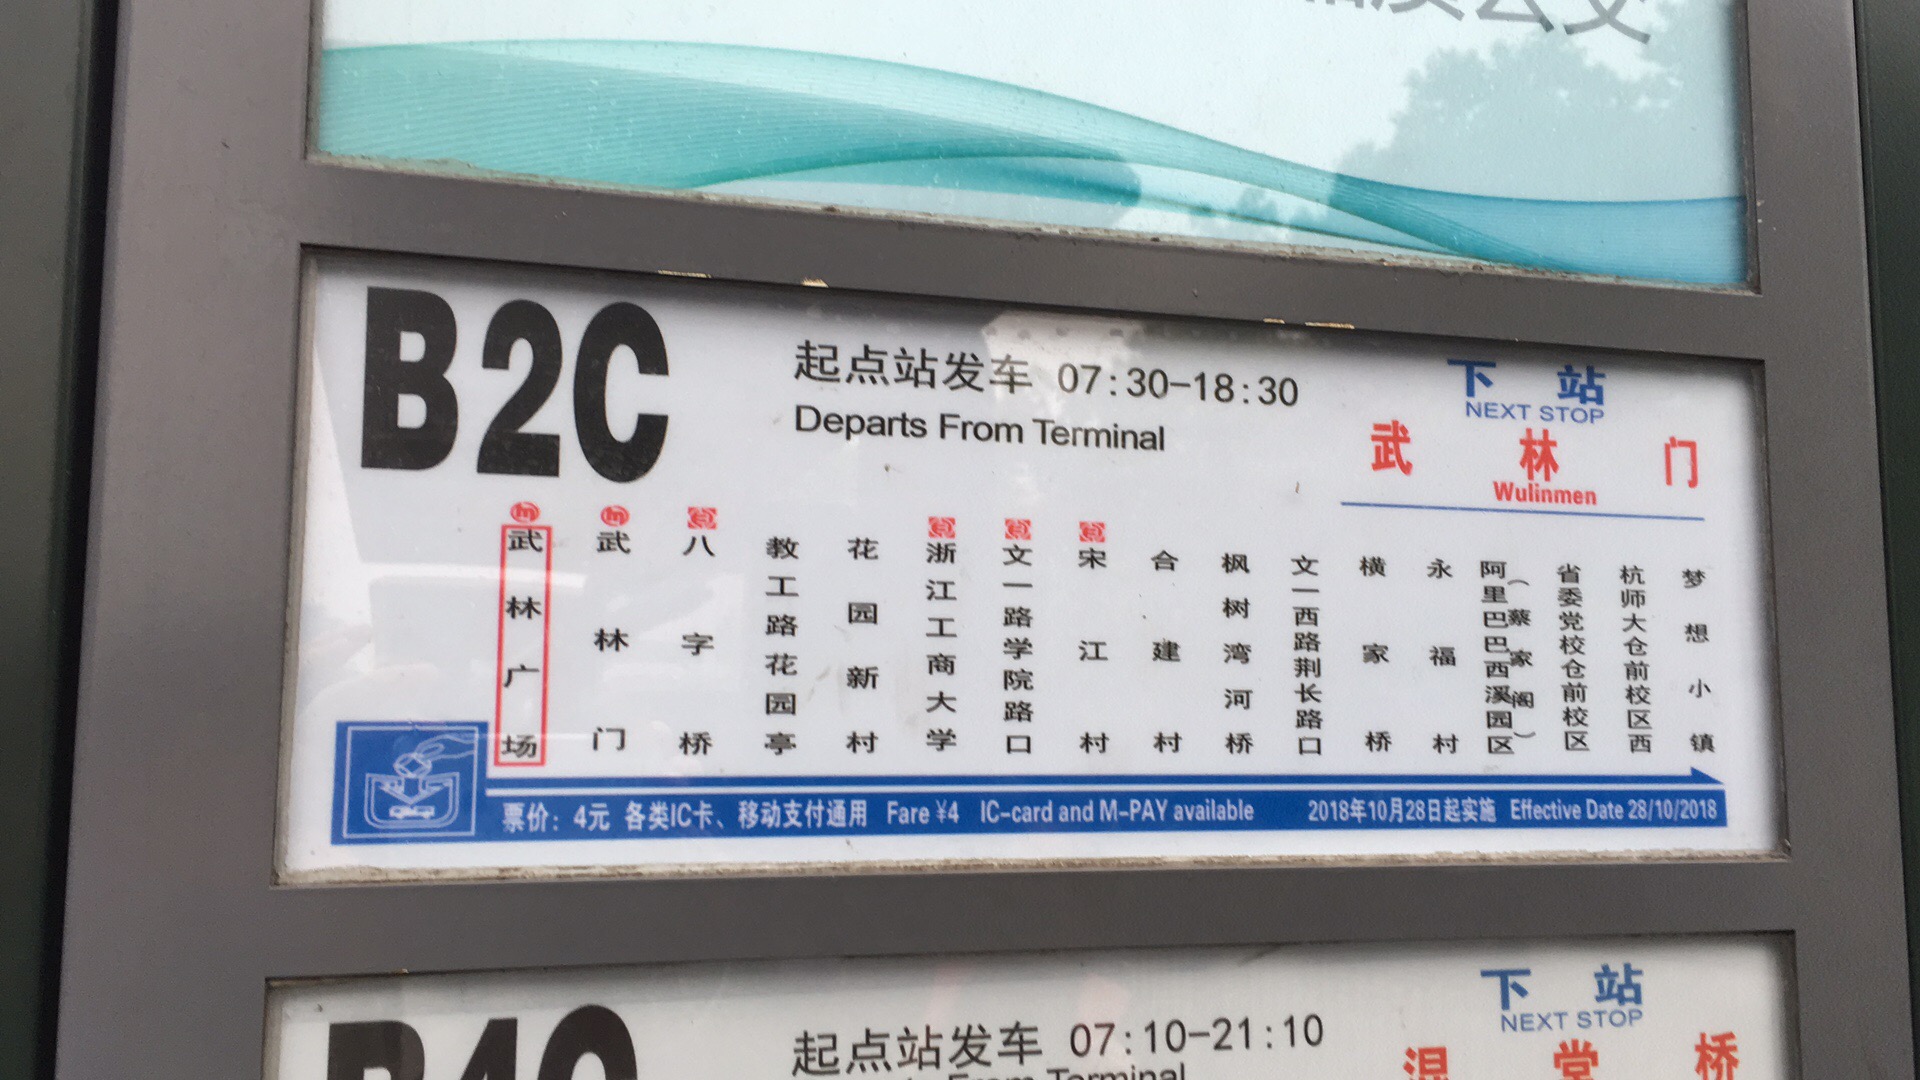 公交
B2C
起点站发车 07:30-18:30
Departs From Terminal
下站
NEXT STOP
武林门
Wulinmen
武林广场
武林门
八字桥
教工路花园亭
花园新村
浙江工商大学
文一路学院路口
宋江村
合建村
枫树湾河桥
文一西路荆长路口
横家桥
永福村
阿里巴巴西溪园区
(蔡家阁)
省委党校仓前校区
杭师大仓前校区西
梦想小镇
票价：4元 各类IC卡、移动支付通用 Fare ¥4 IC-card and M-PAY available 2018年10月28日起实施 Effective Date 28/10/2018
起点站发车 07:10-21:10
From Terminal
下站
NEXT STOP
混堂桥